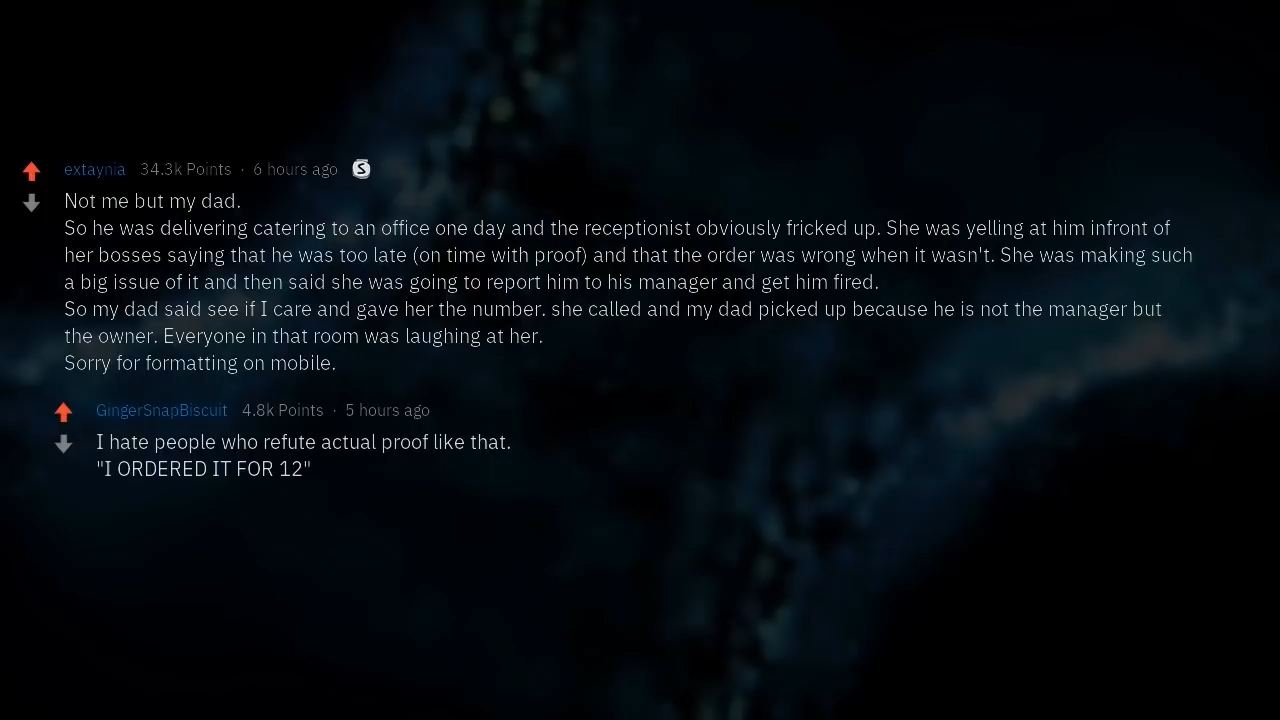 extaynia 34.3k Points · 6 hours ago S
Not me but my dad.
So he was delivering catering to an office one day and the receptionist obviously fricked up. She was yelling at him infront of
her bosses saying that he was too late (on time with proof) and that the order was wrong when it wasn't. She was making such
a big issue of it and then said she was going to report him to his manager and get him fired.
So my dad said see if I care and gave her the number. she called and my dad picked up because he is not the manager but
the owner. Everyone in that room was laughing at her.
Sorry for formatting on mobile.
GingerSnapBiscuit 4.8k Points · 5 hours ago
I hate people who refute actual proof like that.
"I ORDERED IT FOR 12"